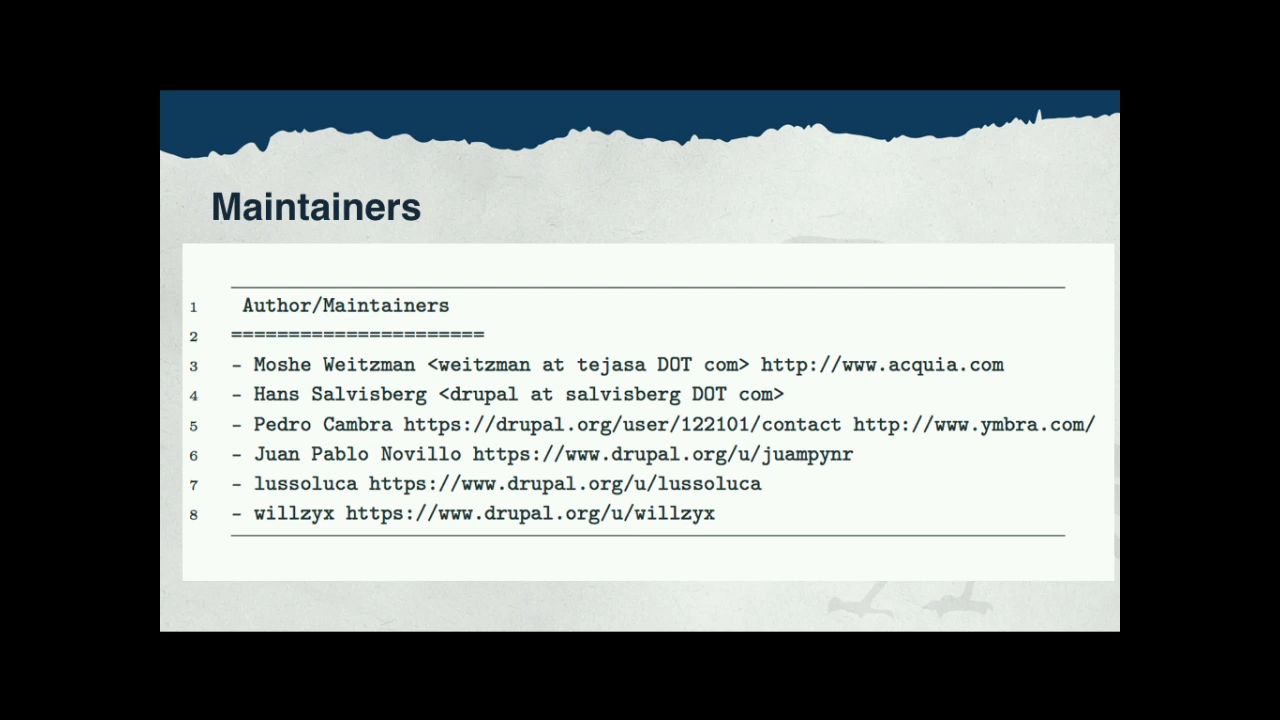 Maintainers
1 Author/Maintainers
2 ======================
3 - Moshe Weitzman <weitzman at tejasa DOT com> http://www.acquia.com
4 - Hans Salvisberg <drupal at salvisberg DOT com>
5 - Pedro Cambra https://drupal.org/user/122101/contact http://www.ymbra.com/
6 - Juan Pablo Novillo https://www.drupal.org/u/juampynr
7 - lussoluca https://www.drupal.org/u/lussoluca
8 - willzyx https://www.drupal.org/u/willzyx